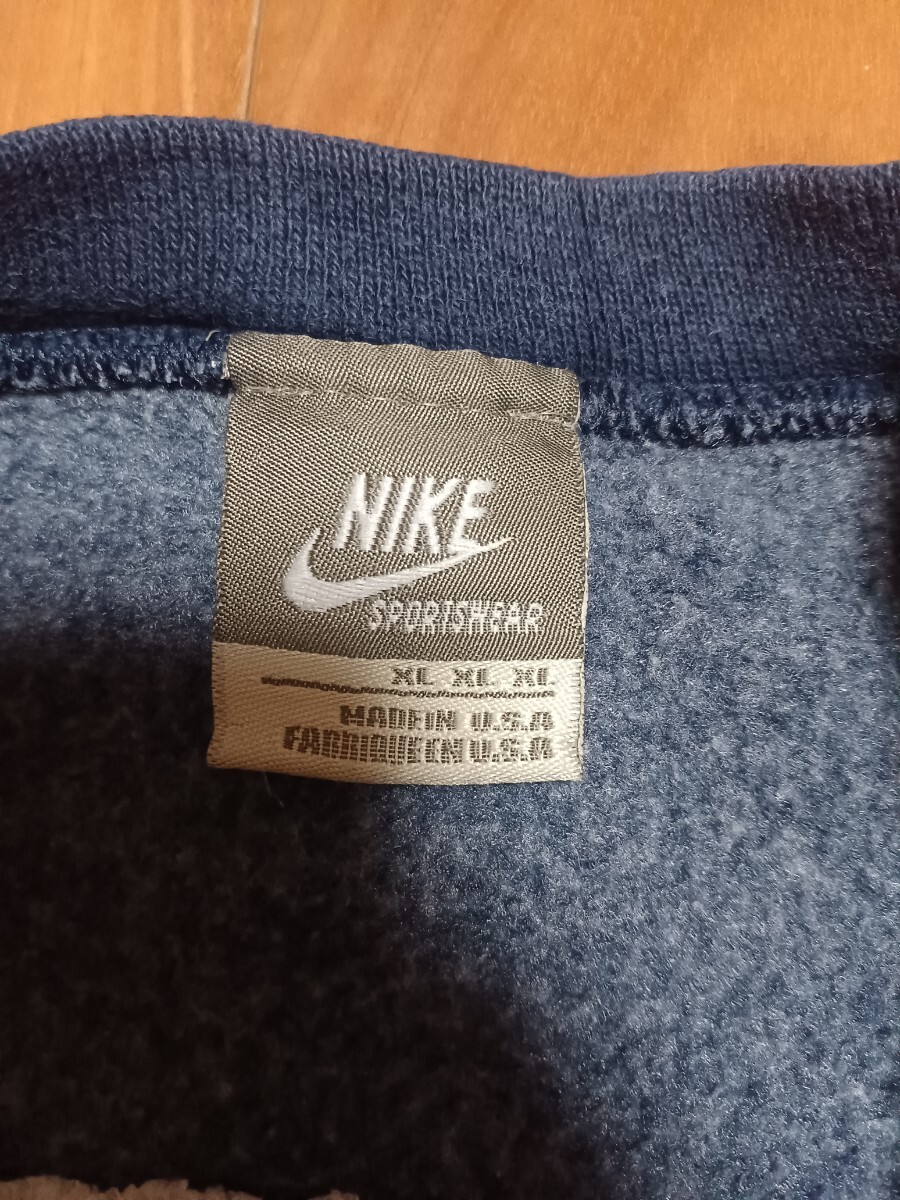 NIKE
SPORTSWEAR
XL XL XL
MADE IN U.S.A
FABRIQUE EN U.S.A